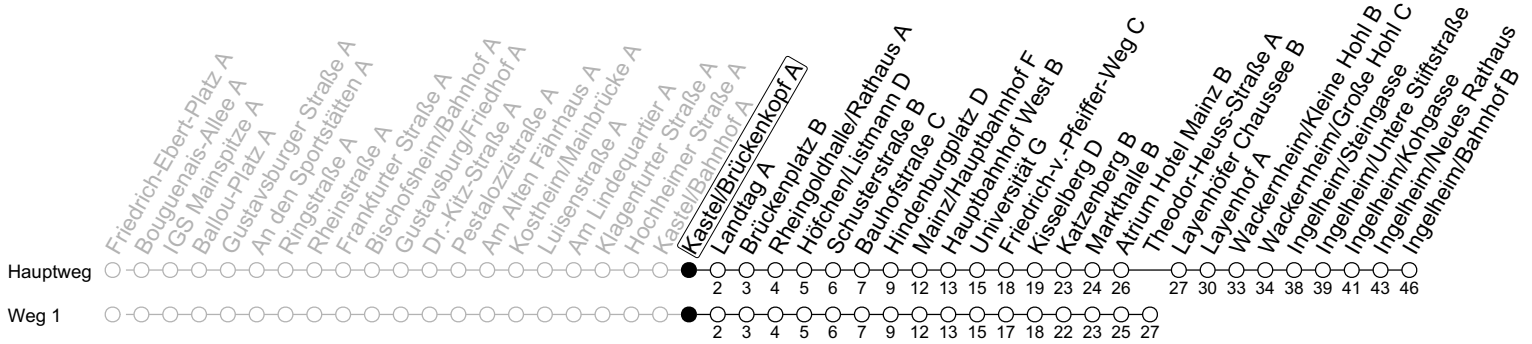 Friedrich-Ebert-Platz A
Bouguenais-Allee A
IGS Mainspitze A
Ballou-Platz A
Gustavsburger Straße A
An den Sportstätten A
Ringstraße A
Rheinstraße A
Frankfurter Straße A
Bischofsheim/Bahnhof A
Gustavsburg/Friedhof A
Dr.-Kitz-Straße A
Pestalozzistraße A
Am Alten Fährhaus A
Kostheim/Mainbrücke A
Luisenstraße A
Am Lindequartier A
Klagenfurter Straße A
Hochheimer Straße A
Kastel/Bahnhof A
Kastel/Brückenkopf A
Landtag A
Brückenplatz B
Rheingoldhalle/Rathaus A
Höfchen/Listmann D
Schusterstraße B
Bauhofstraße C
Hindenburgplatz D
Mainz/Hauptbahnhof F
Hauptbahnhof West B
Universität G
Friedrich-v.-Pfeiffer-Weg C
Kisselberg D
Katzenberg B
Markthalle B
Atrium Hotel Mainz B
Theodor-Heuss-Straße A
Layenhöfer Chaussee B
Layenhof A
Wackernheim/Kleine Hohl B
Wackernheim/Große Hohl C
Ingelheim/Steingasse
Ingelheim/Untere Stiftstraße
Ingelheim/Rohgasse
Ingelheim/Neues Rathaus
Ingelheim/Bahnhof B
Hauptweg
2 3 4 5 6 7 9 12 13 15 18 19 23 24 26 27 30 33 34 38 39 41 43 46
Weg 1
2 3 4 5 6 7 9 12 13 15 17 18 22 23 25 27